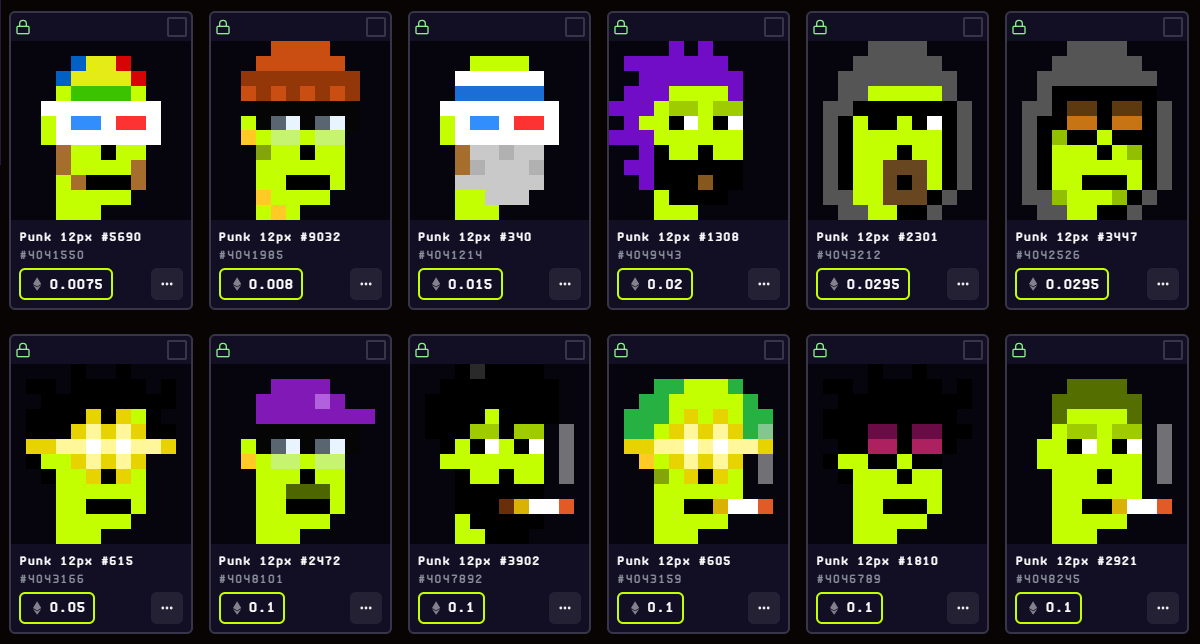 Punk 12px #5690
#4041550
0.0075
Punk 12px #9032
#4041985
0.008
Punk 12px #340
#4041214
0.015
Punk 12px #1308
#4049443
0.02
Punk 12px #2301
#4043212
0.0295
Punk 12px #3447
#4042526
0.0295
Punk 12px #615
#4043166
0.05
Punk 12px #2472
#4048101
0.1
Punk 12px #3902
#4047892
0.1
Punk 12px #605
#4043159
0.1
Punk 12px #1810
#4046789
0.1
Punk 12px #2921
#4048245
0.1